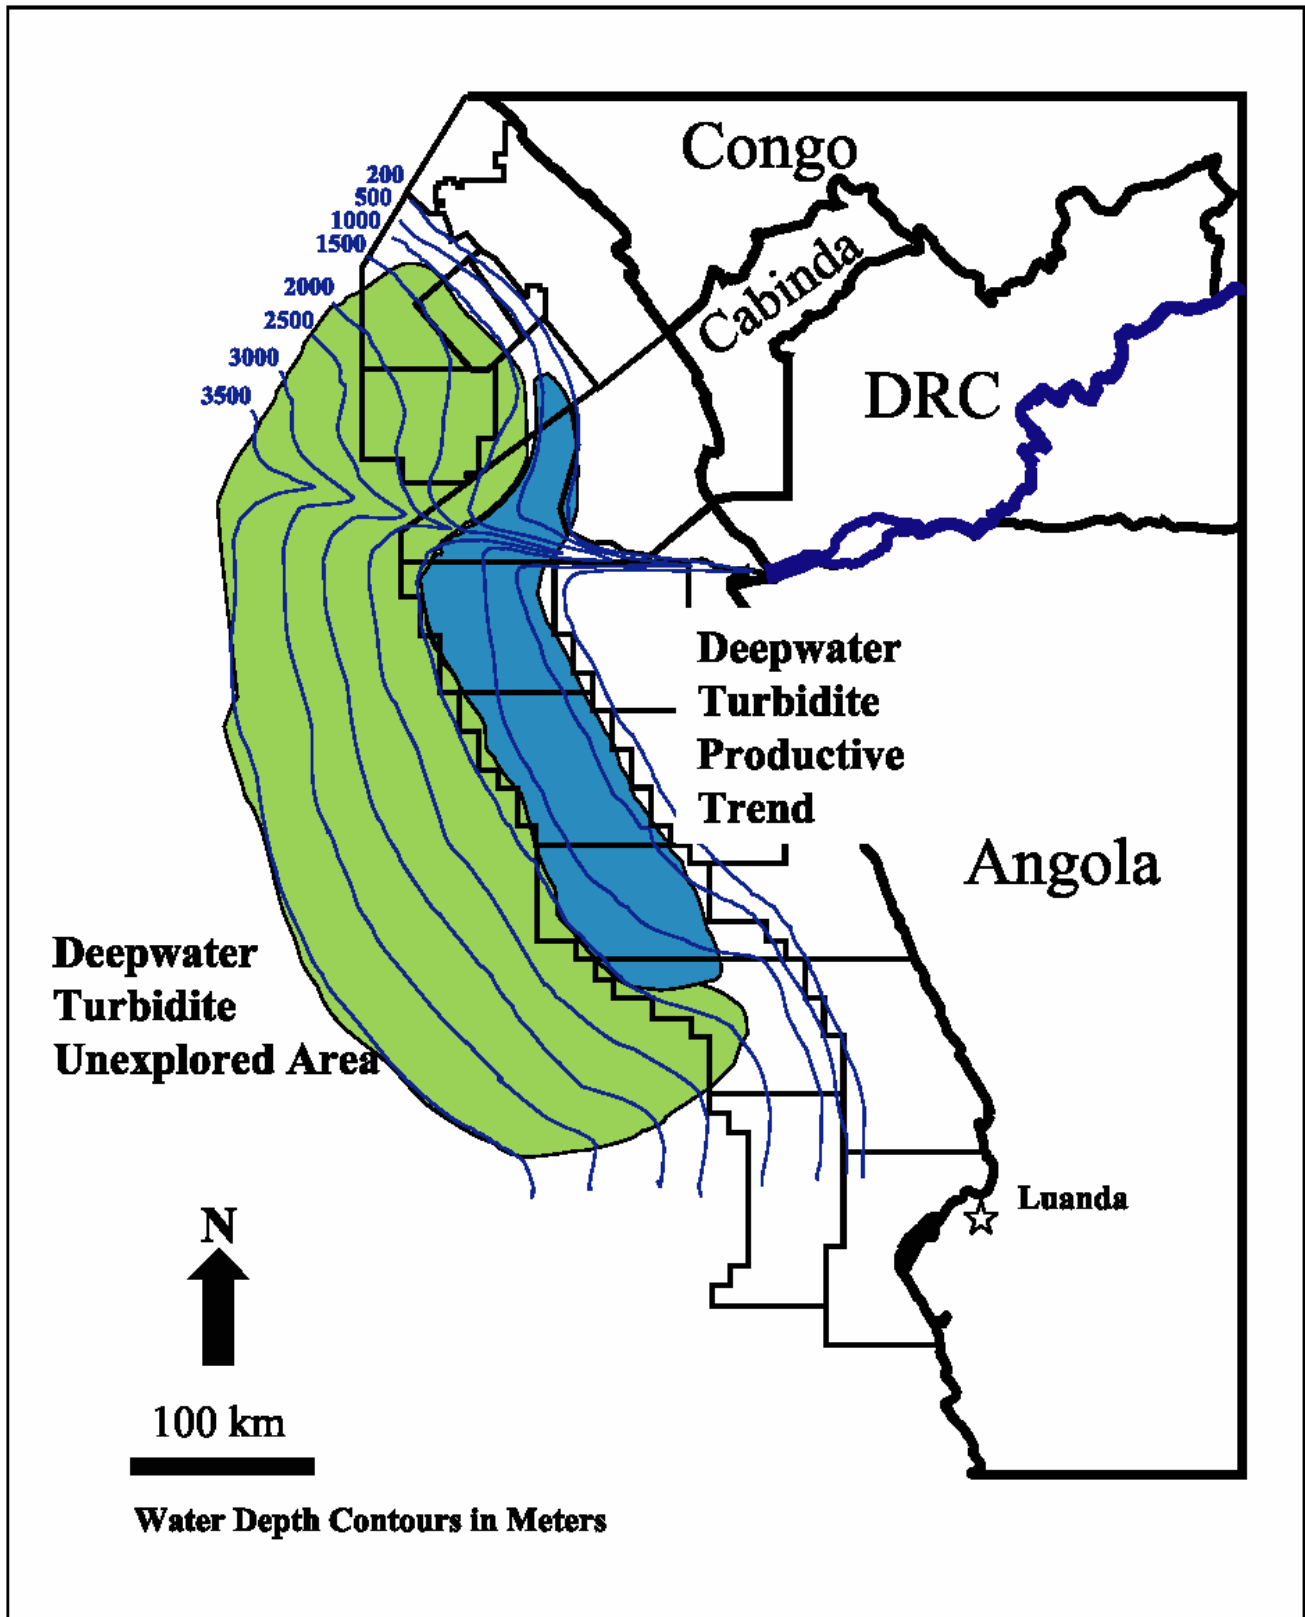 Congo
200
500
1000
1500
2000
2500
3000
3500
Cabinda
DRC
Deepwater
Turbidite
Productive
Trend
Angola
Deepwater
Turbidite
Unexplored Area
Luanda
N
100 km
Water Depth Contours in Meters